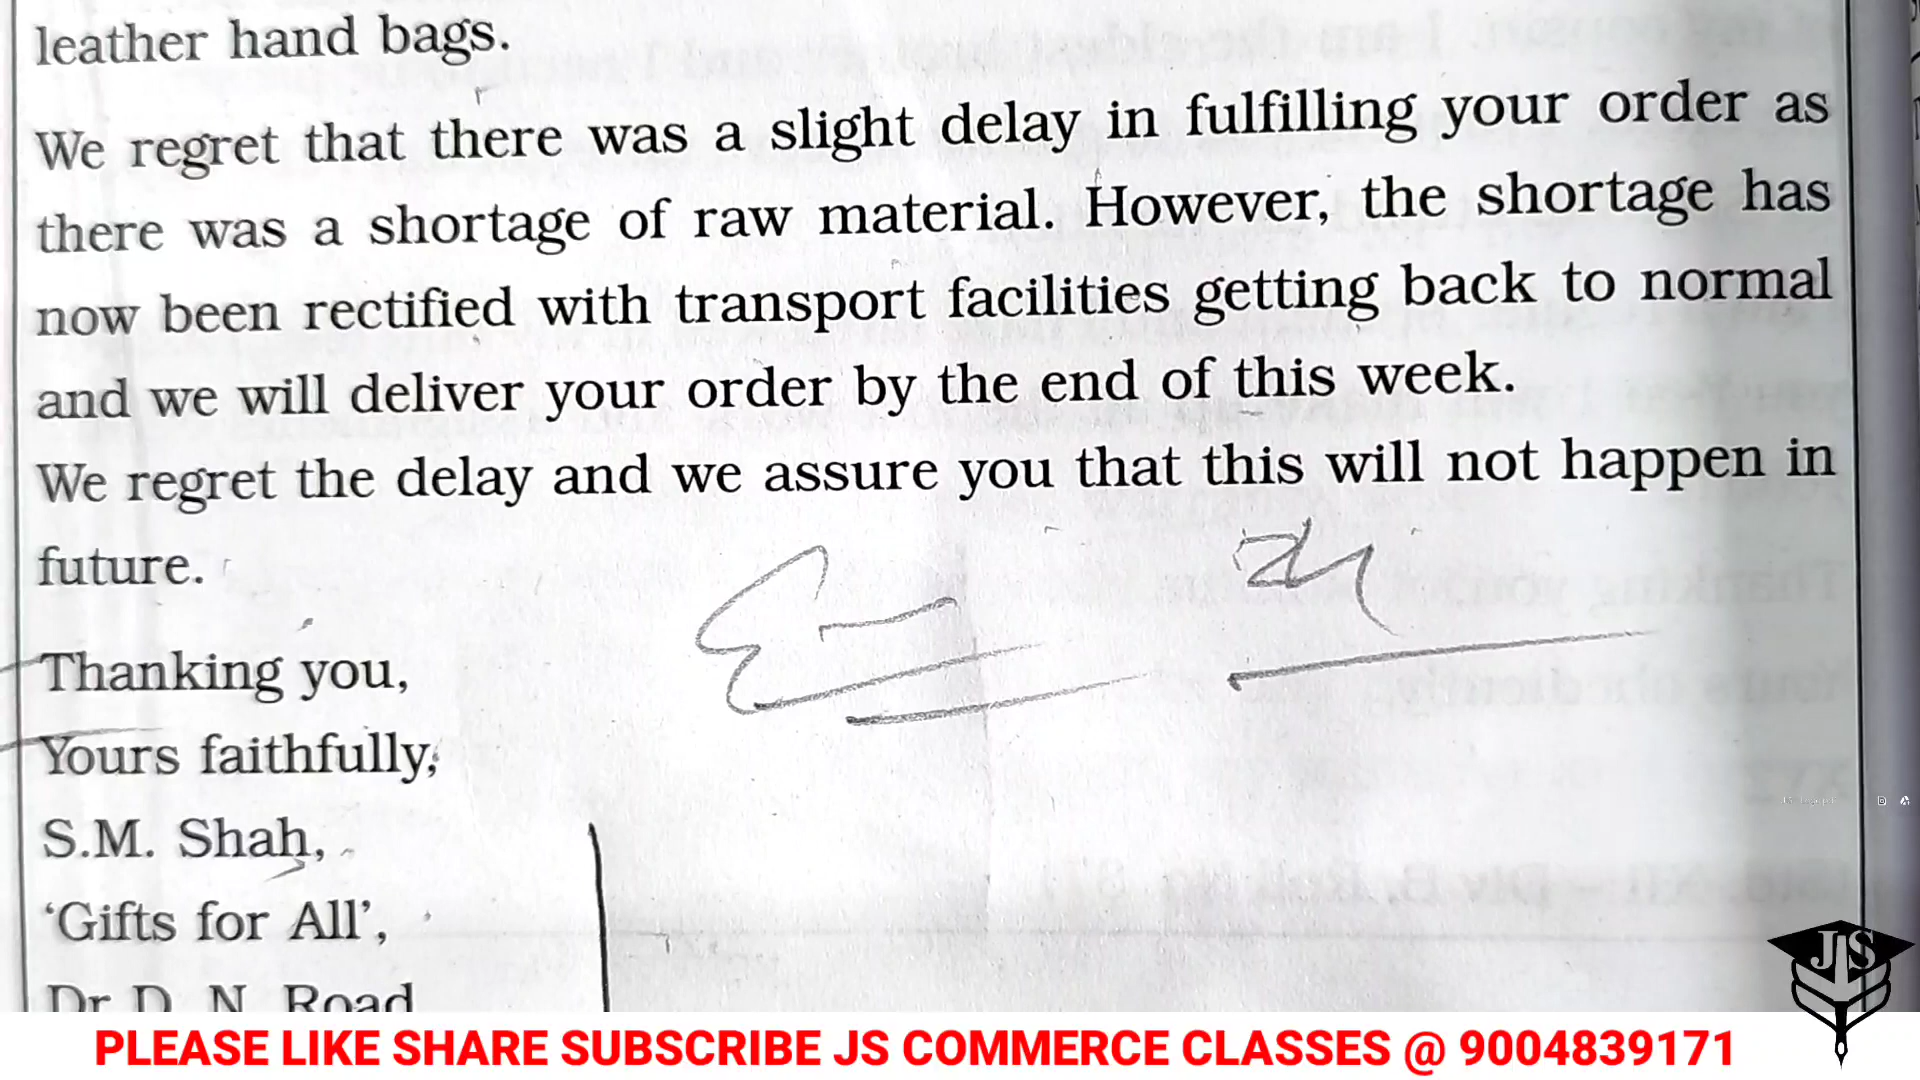 leather hand bags.
We regret that there was a slight delay in fulfilling your order as
there was a shortage of raw material. However, the shortage has
now been rectified with transport facilities getting back to normal
and we will deliver your order by the end of this week.
We regret the delay and we assure you that this will not happen in
future.
Thanking you,
Yours faithfully,
S.M. Shah,
‘Gifts for All’,
Dr D. N. Road
JS
PLEASE LIKE SHARE SUBSCRIBE JS COMMERCE CLASSES @ 9004839171